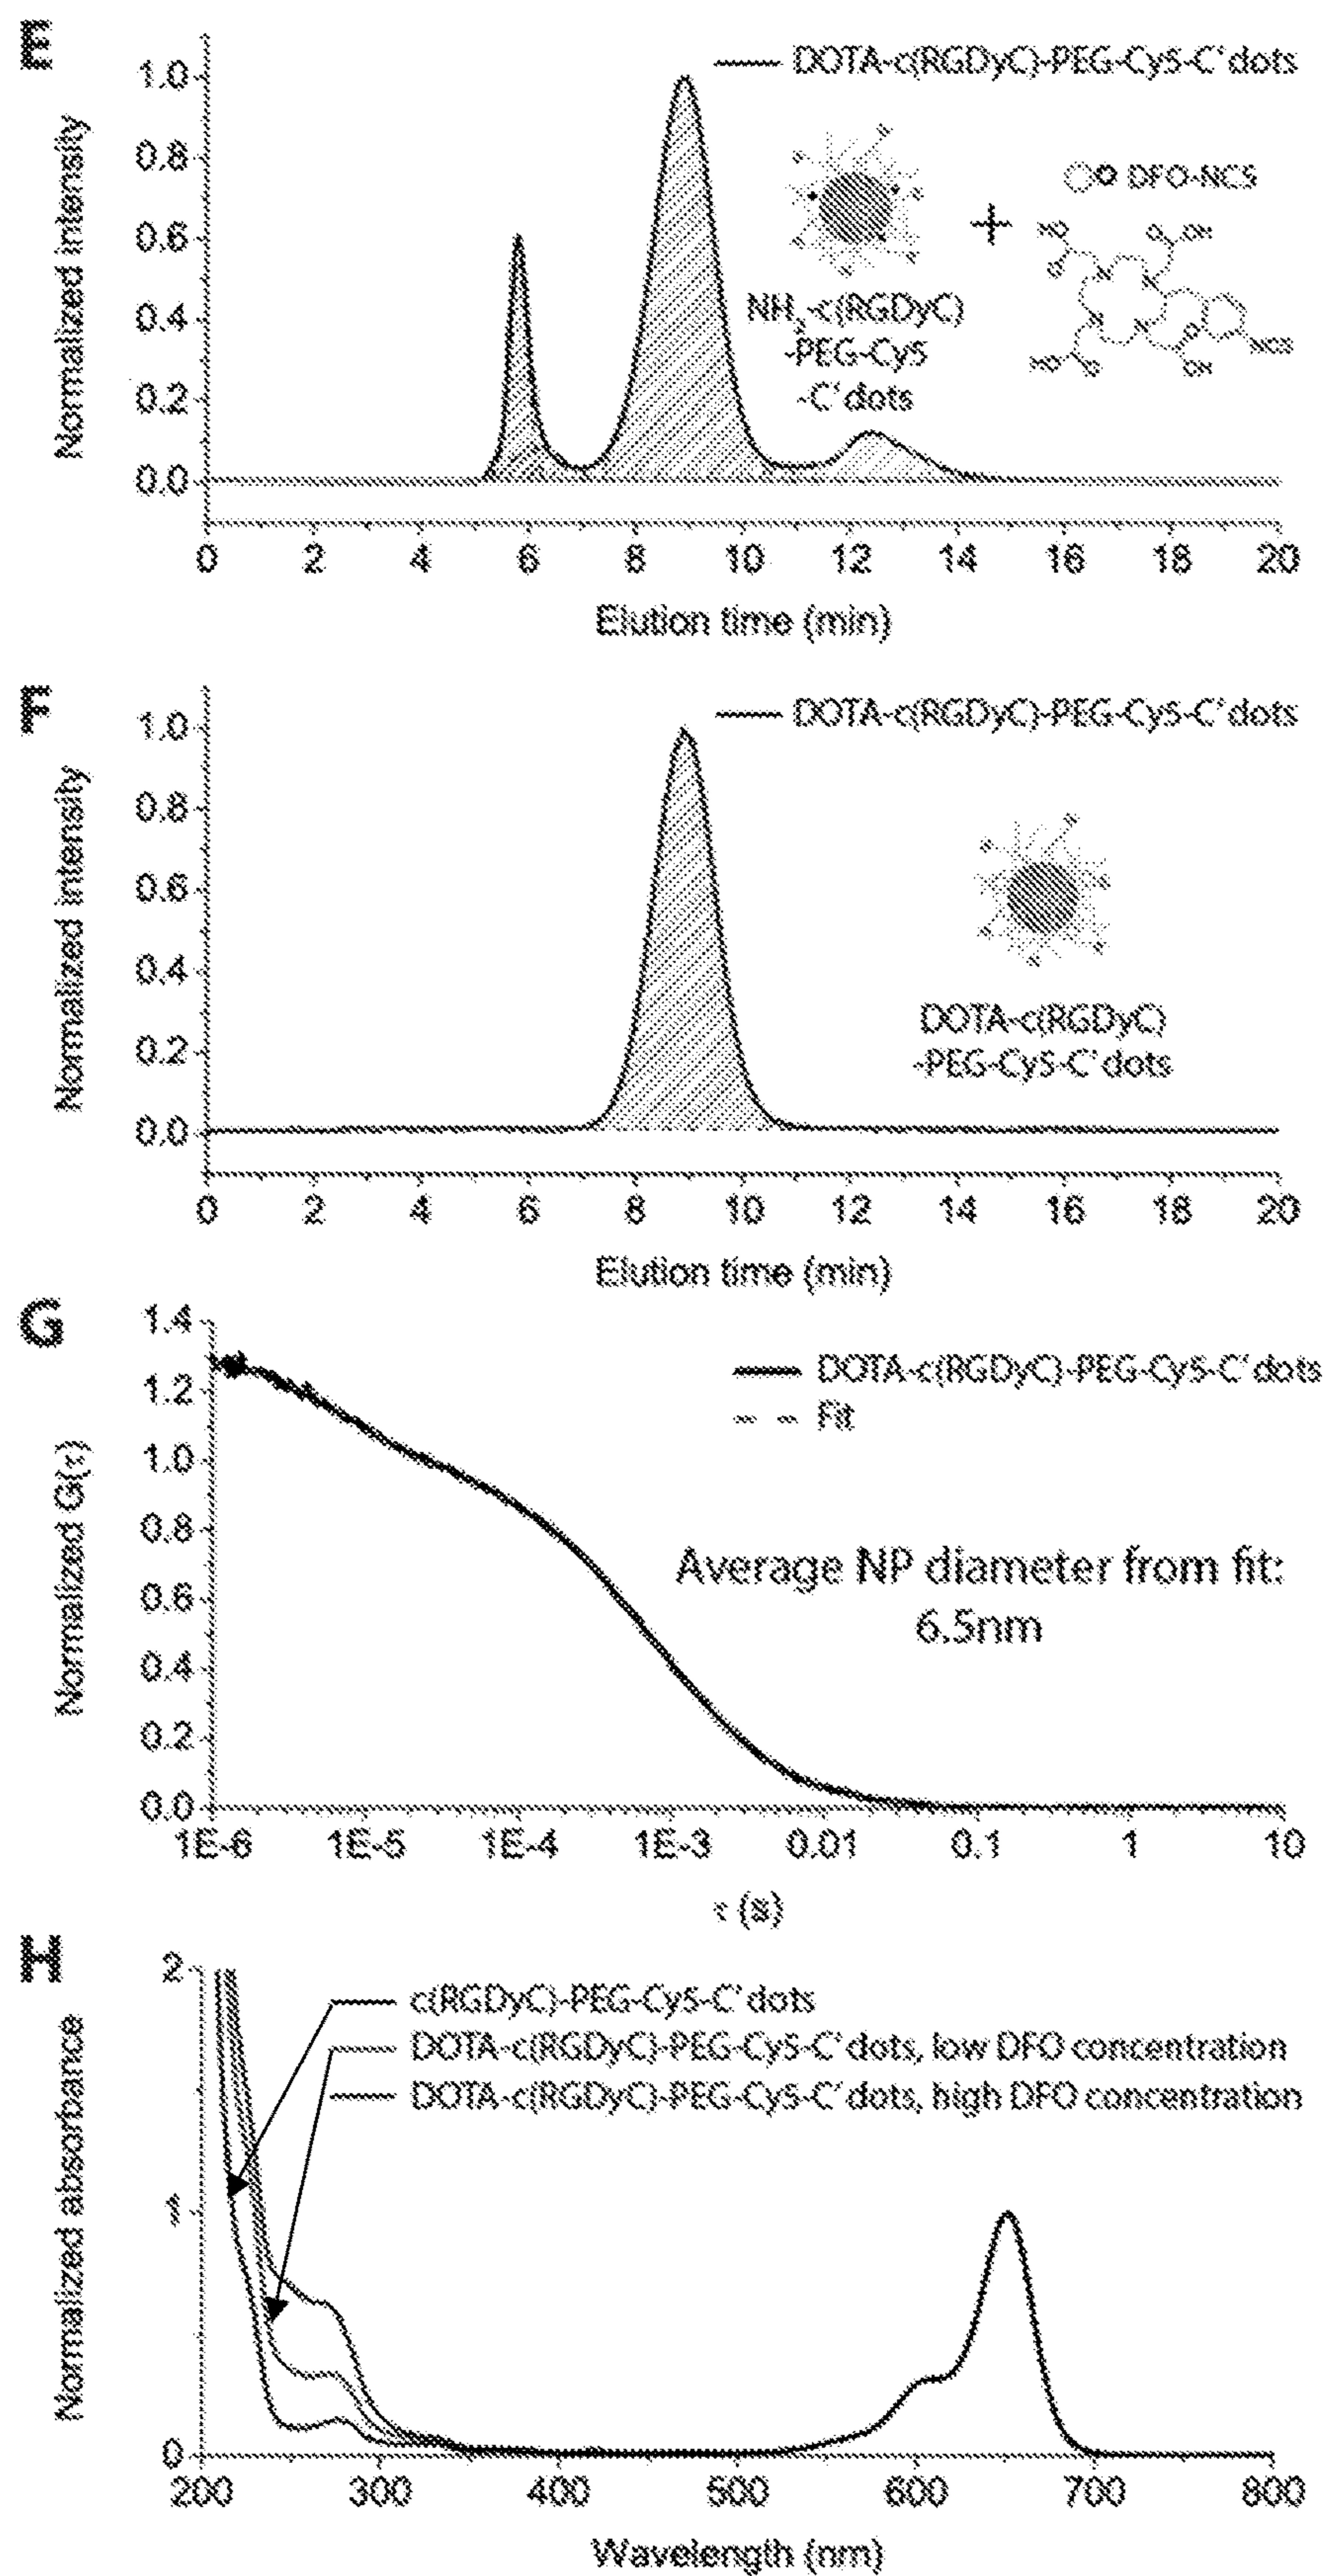 E
DOTA-c(RGDyC)-PEG-Cy5-C'dots
Normalized intensity
1.0
0.8
0.6
0.4
0.2
0.0
DFO-NCS
+
NH2-c(RGDyC)
-PEG-Cy5
-C'dots
HO
O
O
OH
N
N
N
N
HO
O
O
OH
NCS
0 2 4 6 8 10 12 14 16 18 20
Elution time (min)
F
DOTA-c(RGDyC)-PEG-Cy5-C'dots
Normalized intensity
1.0
0.8
0.6
0.4
0.2
0.0
DOTA-c(RGDyC)
-PEG-Cy5-C'dots
0 2 4 6 8 10 12 14 16 18 20
Elution time (min)
G
DOTA-c(RGDyC)-PEG-Cy5-C'dots
Fit
Normalized G(τ)
1.4
1.2
1.0
0.8
0.6
0.4
0.2
0.0
Average NP diameter from fit:
6.5nm
1E-6 1E-5 1E-4 1E-3 0.01 0.1 1 10
τ (s)
H
c(RGDyC)-PEG-Cy5-C'dots
DOTA-c(RGDyC)-PEG-Cy5-C'dots, low DFO concentration
DOTA-c(RGDyC)-PEG-Cy5-C'dots, high DFO concentration
Normalized absorbance
2
1
0
200 300 400 500 600 700 800
Wavelength (nm)